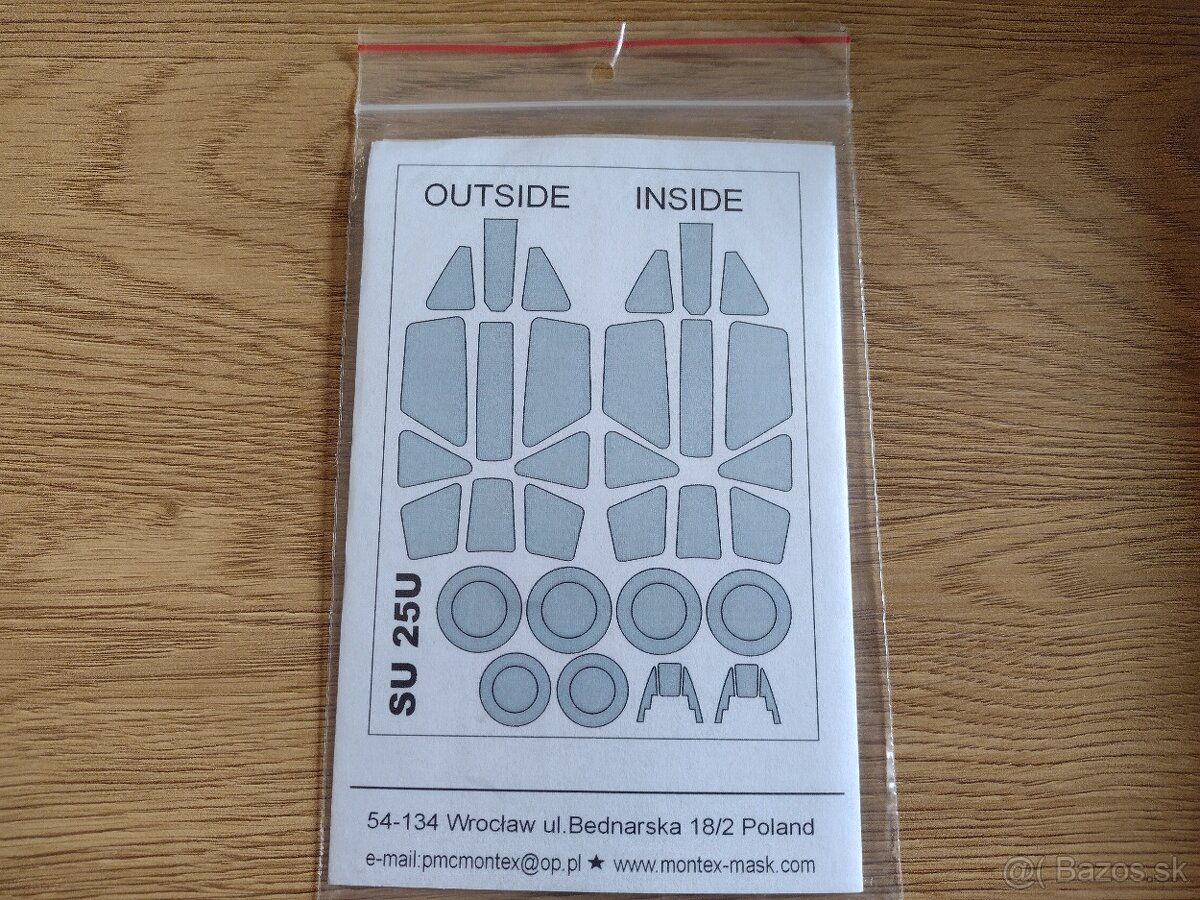 OUTSIDE INSIDE
SU 25U
54-134 Wrocław ul.Bednarska 18/2 Poland
e-mail:pmcmontex@op.pl ★ www.montex-mask.com
@( Bazos.sk